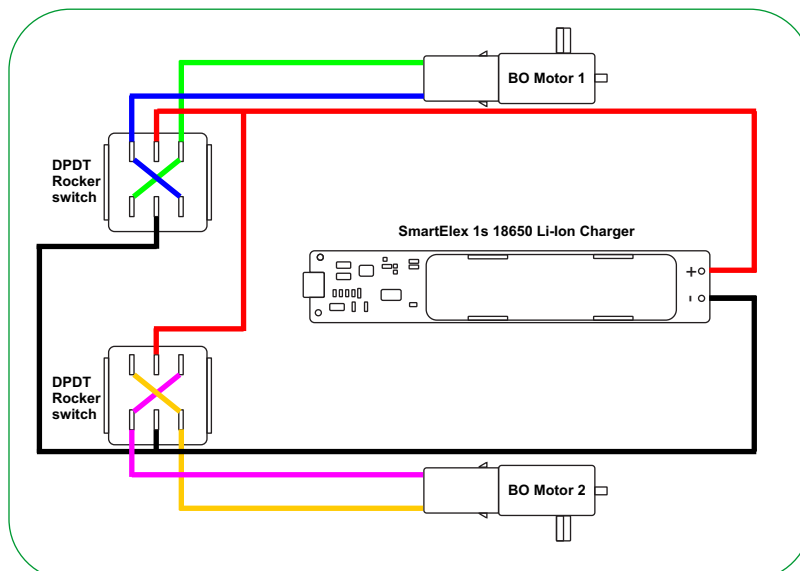 BO Motor 1
DPDT
Rocker
switch
SmartElex 1s 18650 Li-Ion Charger
+
-
DPDT
Rocker
switch
BO Motor 2